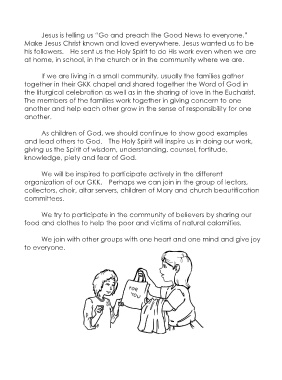 Jesus is telling us "Go and preach the Good News to everyone."
Make Jesus Christ known and loved everywhere. Jesus wanted us to be
his followers. He sent us the Holy Spirit to do His work even when we are
at home, in school, in the church or in the community where we are.
If we are living in a small community, usually the families gather
together in their GKK chapel and shared together the Word of God in
the liturgical celebration as well as in the sharing of love in the Eucharist.
The members of the families work together in giving concern to one
another and help each other grow in the sense of responsibility for one
another.
As children of God, we should continue to show good examples
and lead others to God. The Holy Spirit will inspire us in doing our work,
giving us the Spirit of wisdom, understanding, counsel, fortitude,
knowledge, piety and fear of God.
We will be inspired to participate actively in the different
organization of our GKK. Perhaps we can join in the group of lectors,
collectors, choir, altar servers, children of Mary and church beautification
committees.
We try to participate in the community of believers by sharing our
food and clothes to help the poor and victims of natural calamities.
We join with other groups with one heart and one mind and give joy
to everyone.
FOR
YOU